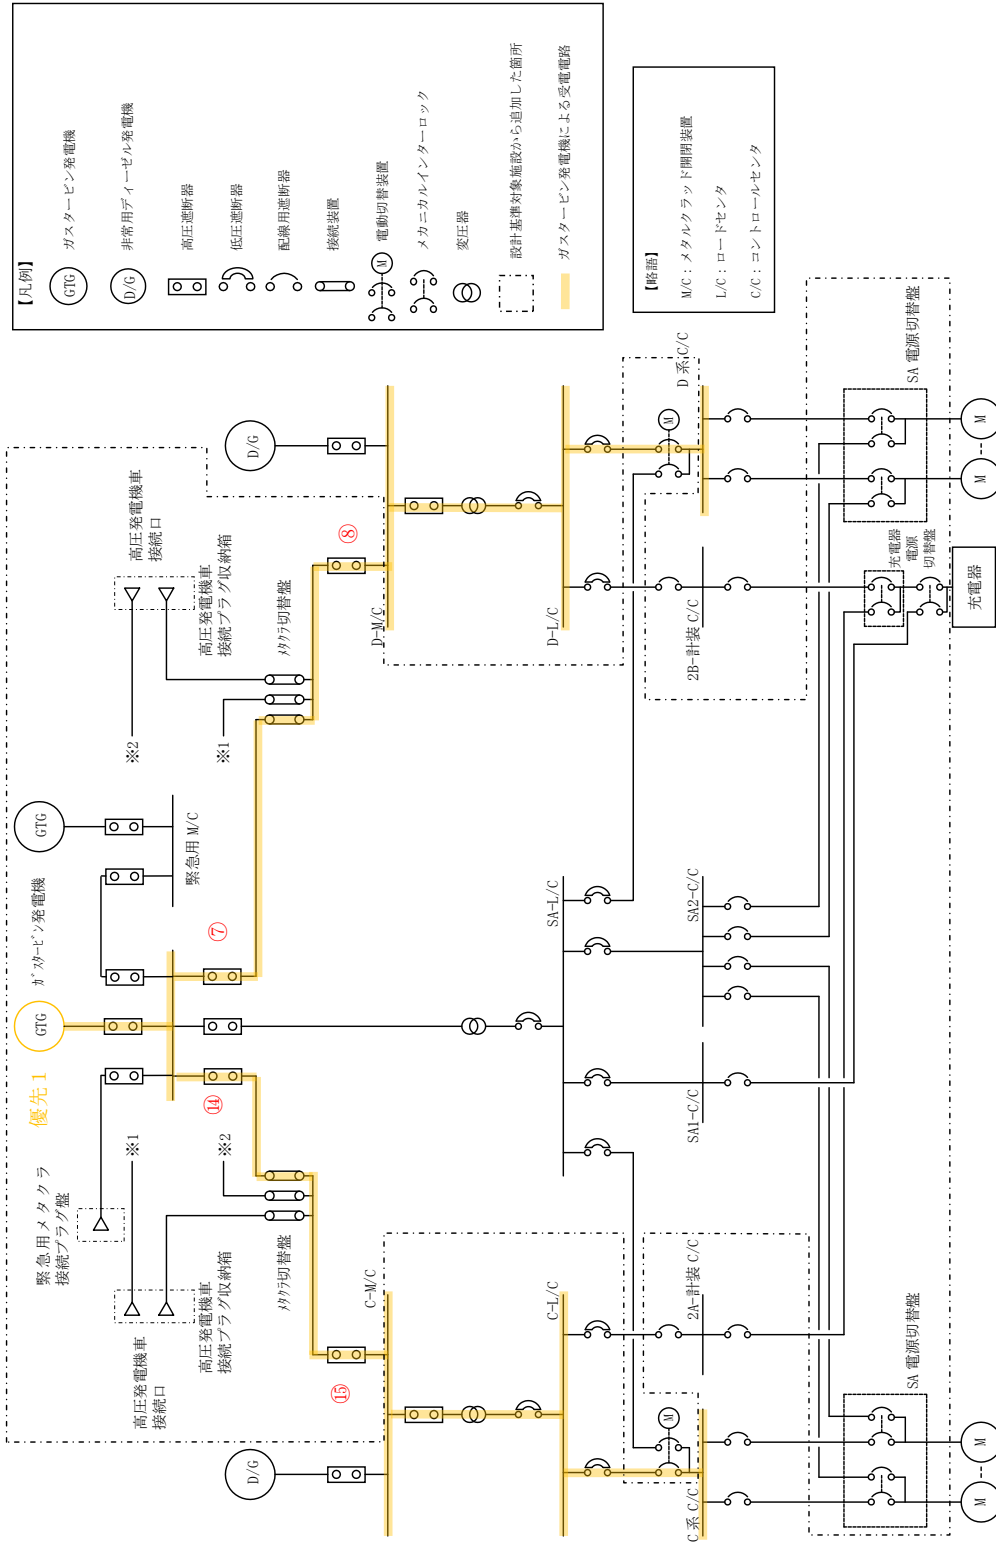 【凡例】
GTG
ガスタービン発電機
D/G
非常用ディーゼル発電機
高圧遮断器
低圧遮断器
配線用遮断器
接続装置
M
電動切替装置
メカニカルインターロック
変圧器
設計基準対象施設から追加した箇所
ガスタービン発電機による受電電路
【略語】
M/C：メタルクラッド開閉装置
L/C：ロードセンタ
C/C：コントロールセンタ
優先1
GTG
ｶﾞｽﾀｰﾋﾞﾝ発電機
GTG
緊急用 M/C
緊急用メタクラ
接続プラグ盤
※1
※2
高圧発電機車
接続口
高圧発電機車
接続プラグ収納箱
ﾒﾀｸﾗ切替盤
⑭
⑦
※2
※1
高圧発電機車
接続口
高圧発電機車
接続プラグ収納箱
ﾒﾀｸﾗ切替盤
D/G
⑮
C-M/C
⑧
D-M/C
D/G
C-L/C
SA-L/C
D-L/C
M
C系 C/C
2A-計装 C/C
SA1-C/C
SA2-C/C
2B-計装 C/C
M
D系 C/C
SA 電源切替盤
M
M
充電器
電源
切替盤
充電器
SA 電源切替盤
M
M